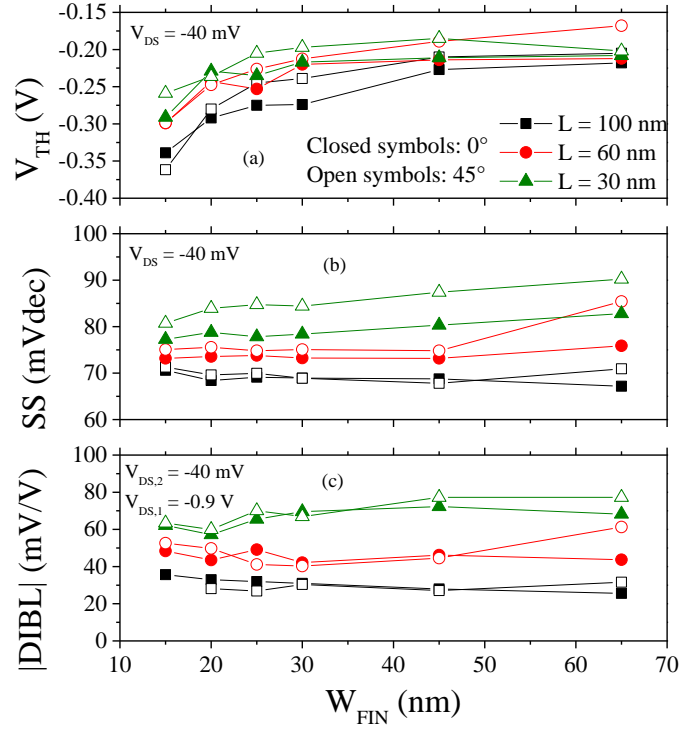 V_DS = -40 mV
-0.15
-0.20
-0.25
-0.30
-0.35
-0.40
V_TH (V)
(a)
Closed symbols: 0°
Open symbols: 45°
L = 100 nm
L = 60 nm
L = 30 nm
V_DS = -40 mV
(b)
100
90
80
70
60
SS (mVdec)
V_DS,2 = -40 mV
V_DS,1 = -0.9 V
(c)
100
80
60
40
20
0
|DIBL| (mV/V)
10 20 30 40 50 60 70
W_FIN (nm)